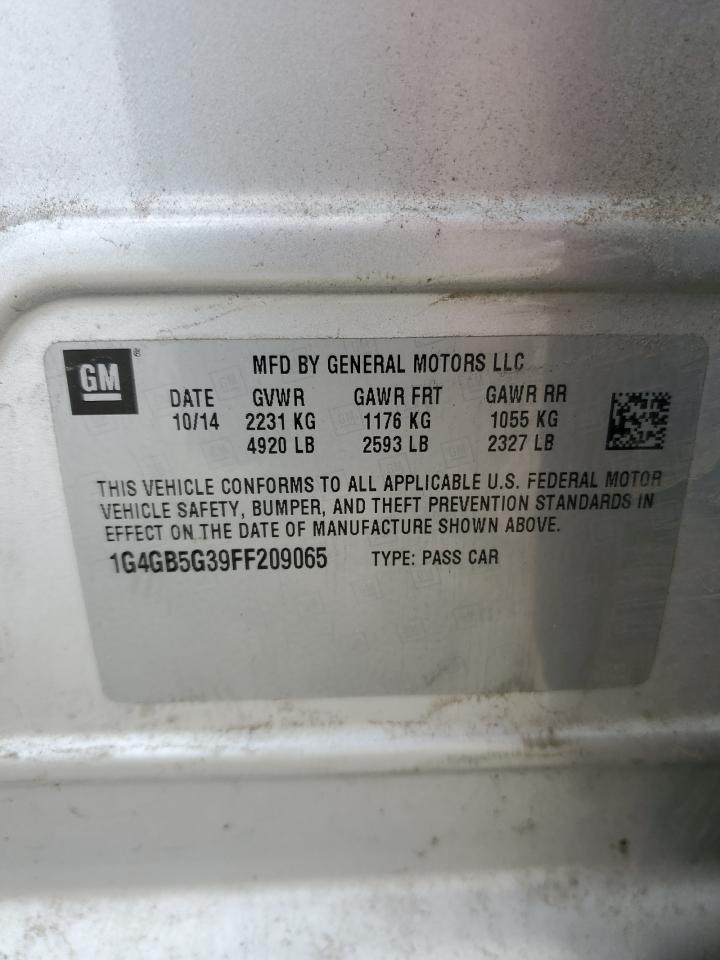 GM
MFD BY GENERAL MOTORS LLC
DATE GVWR GAWR FRT GAWR RR
10/14 2231 KG 1176 KG 1055 KG
4920 LB 2593 LB 2327 LB
THIS VEHICLE CONFORMS TO ALL APPLICABLE U.S. FEDERAL MOTOR
VEHICLE SAFETY, BUMPER, AND THEFT PREVENTION STANDARDS IN
EFFECT ON THE DATE OF MANUFACTURE SHOWN ABOVE.
1G4GB5G39FF209065 TYPE: PASS CAR